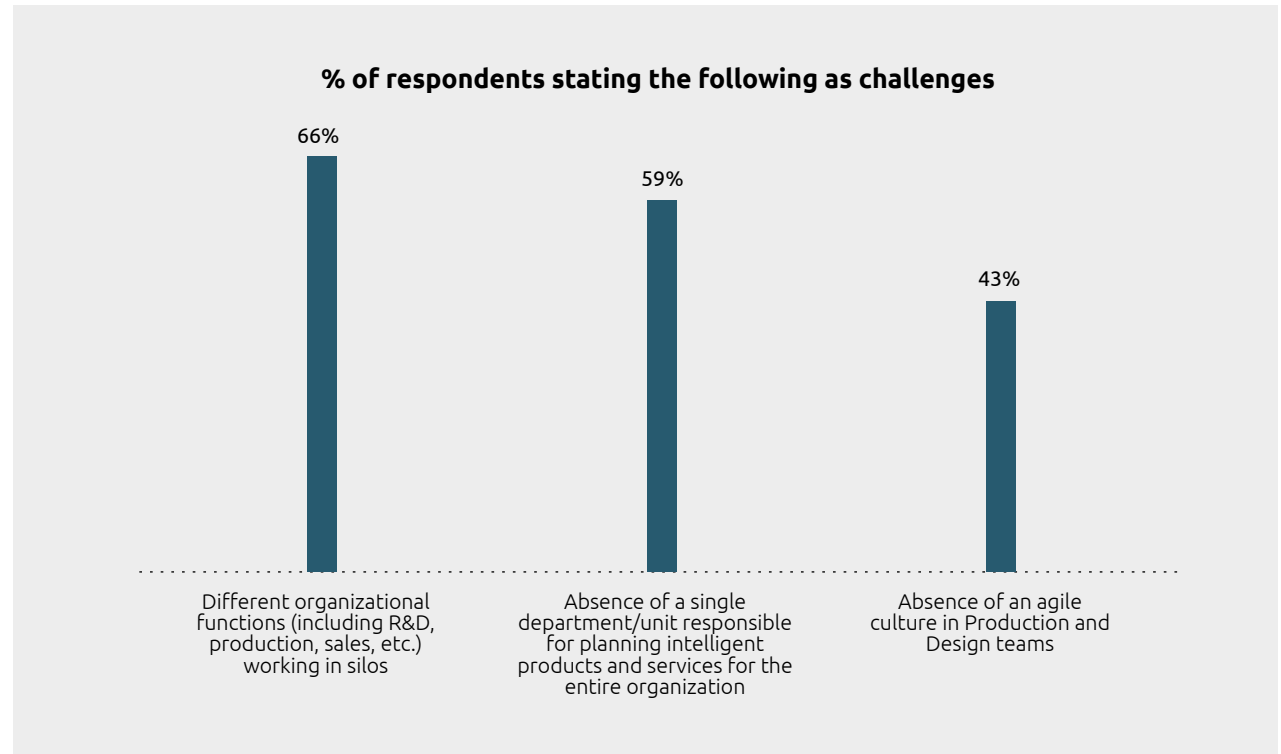 % of respondents stating the following as challenges
66%
59%
43%
Different organizational
functions (including R&D,
production, sales, etc.)
working in silos
Absence of a single
department/unit responsible
for planning intelligent
products and services for the
entire organization
Absence of an agile
culture in Production and
Design teams